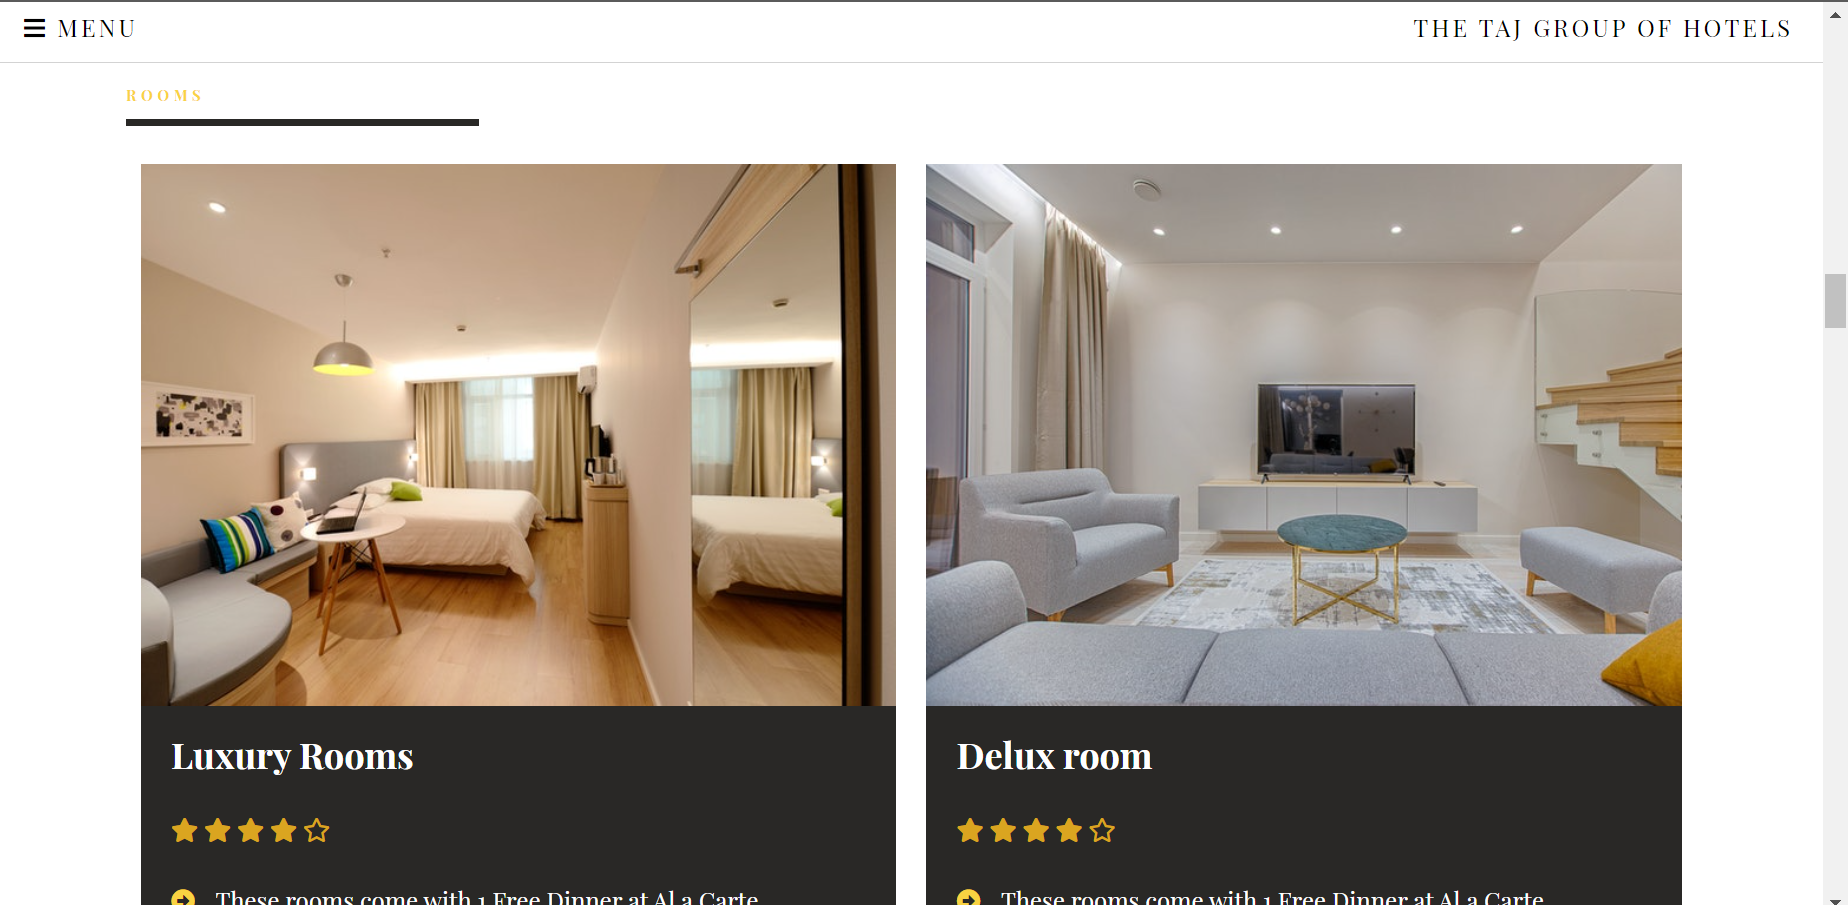 MENU
THE TAJ GROUP OF HOTELS
ROOMS
Luxury Rooms
Delux room
These rooms come with 1 Free Dinner at Al a Carte
These rooms come with 1 Free Dinner at Al a Carte